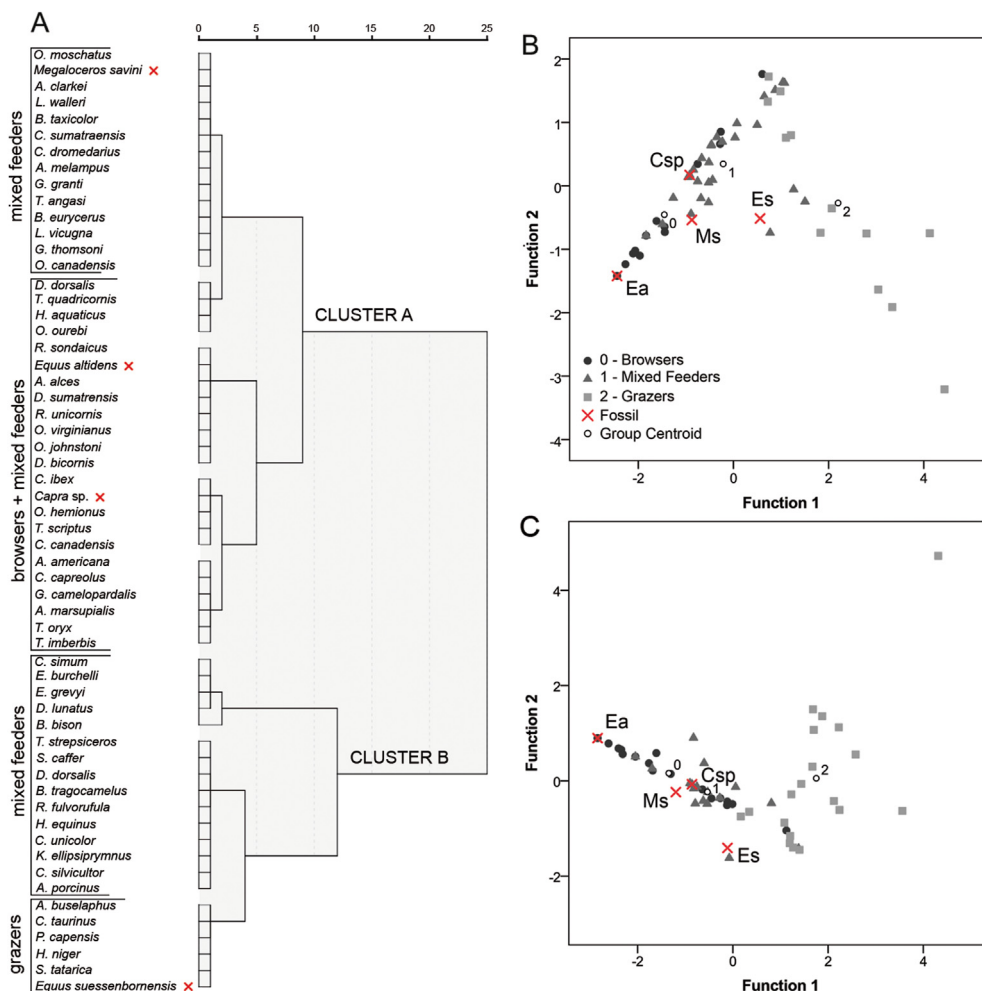 A
0 5 10 15 20 25
mixed feeders
O. moschatus
Megaloceros savini
A. clarkei
L. walleri
B. taxicolor
C. sumatraensis
C. dromedarius
A. melampus
G. granti
T. angasi
B. eurycerus
L. vicugna
G. thomsoni
O. canadensis
browsers + mixed feeders
D. dorsalis
T. quadricornis
H. aquaticus
O. ourebi
R. sondaicus
Equus altidens
A. alces
D. sumatrensis
R. unicornis
O. virginianus
O. johnstoni
D. bicornis
C. ibex
Capra sp.
O. hemionus
T. scriptus
C. canadensis
A. americana
C. capreolus
G. camelopardalis
A. marsupialis
T. oryx
T. imberbis
mixed feeders
C. simum
E. burchelli
E. grevyi
D. lunatus
B. bison
T. strepsiceros
S. caffer
D. dorsalis
B. tragocamelus
R. fulvorufula
H. equinus
C. unicolor
K. ellipsiprymnus
C. silvicultor
A. porcinus
grazers
A. buselaphus
C. taurinus
P. capensis
H. niger
S. tatarica
Equus suessenbornensis
CLUSTER A
CLUSTER B
B
Function 2
2
1
0
-1
-2
-3
-4
Csp
1
Es
2
0
Ms
Ea
0 - Browsers
1 - Mixed Feeders
2 - Grazers
Fossil
Group Centroid
-2 0 2 4
Function 1
C
Function 2
4
2
0
-2
Ea
0
Csp
2
Ms
1
Es
-2 0 2 4
Function 1